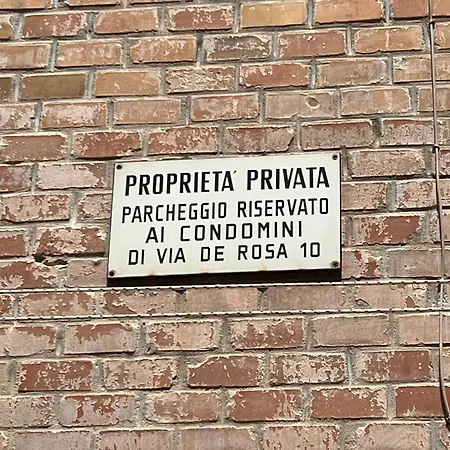 PROPRIETA' PRIVATA
PARCHEGGIO RISERVATO
AI CONDOMINI
DI VIA DE ROSA 10